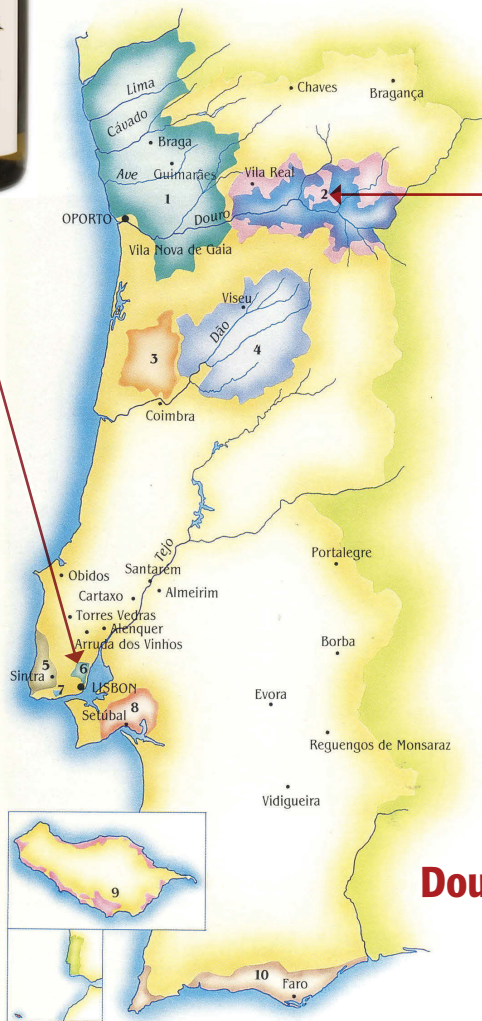 Lima
Chaves
Bragança
Cávado
Braga
Ave
Guimarães
Vila Real
1
2
OPORTO
Douro
Vila Nova de Gaia
Viseu
Dão
3
4
Coimbra
Tejo
Portalegre
Obidos
Santarém
Cartaxo
Almeirim
Torres Vedras
Alenquer
Arruda dos Vinhos
Borba
5
6
Sintra
7
LISBON
Evora
Setúbal
8
Reguengos de Monsaraz
Vidigueira
9
Dou
10
Faro